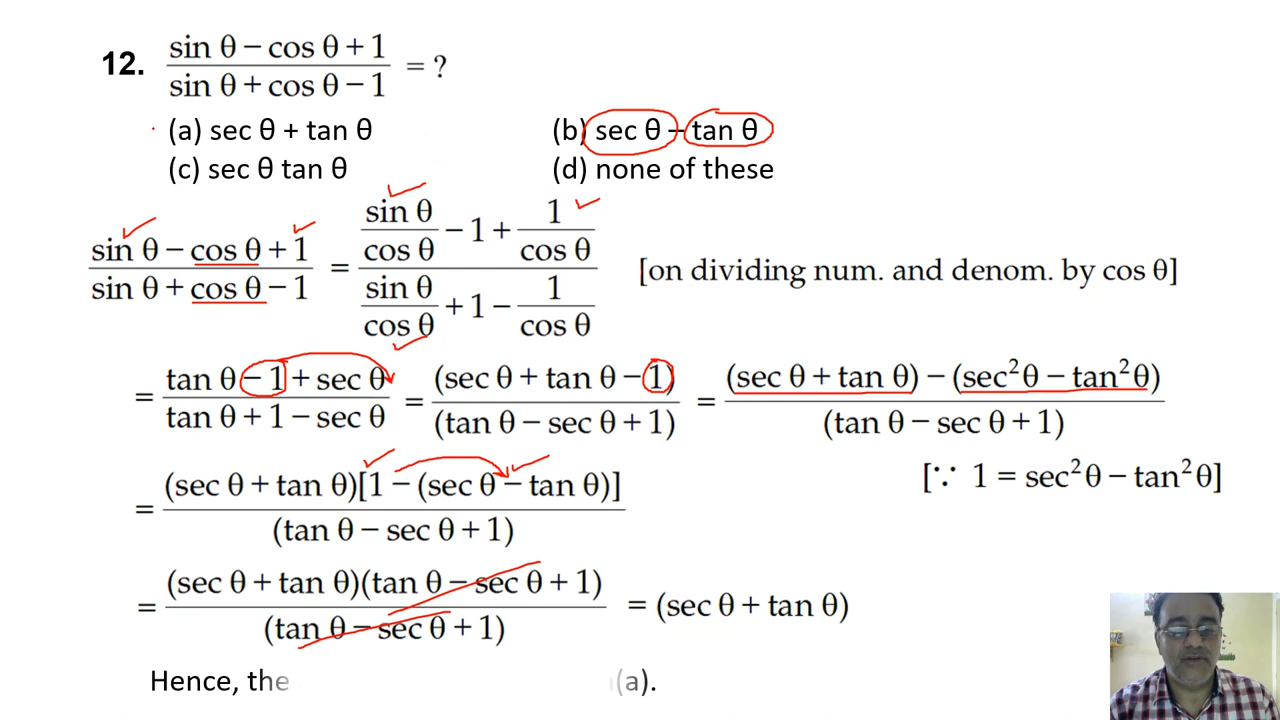 12. (sin θ − cos θ + 1)/(sin θ + cos θ − 1) = ?
(a) sec θ + tan θ (b) sec θ − tan θ
(c) sec θ tan θ (d) none of these
(sin θ − cos θ + 1)/(sin θ + cos θ − 1) = (sin θ/cos θ − 1 + 1/cos θ)/(sin θ/cos θ + 1 − 1/cos θ) [on dividing num. and denom. by cos θ]
= (tan θ − 1 + sec θ)/(tan θ + 1 − sec θ) = (sec θ + tan θ − 1)/(tan θ − sec θ + 1) = ((sec θ + tan θ) − (sec²θ − tan²θ))/(tan θ − sec θ + 1)
[∵ 1 = sec²θ − tan²θ]
= (sec θ + tan θ)[1 − (sec θ − tan θ)]/(tan θ − sec θ + 1)
= (sec θ + tan θ)(tan θ − sec θ + 1)/(tan θ − sec θ + 1) = (sec θ + tan θ)
Hence, the (a).